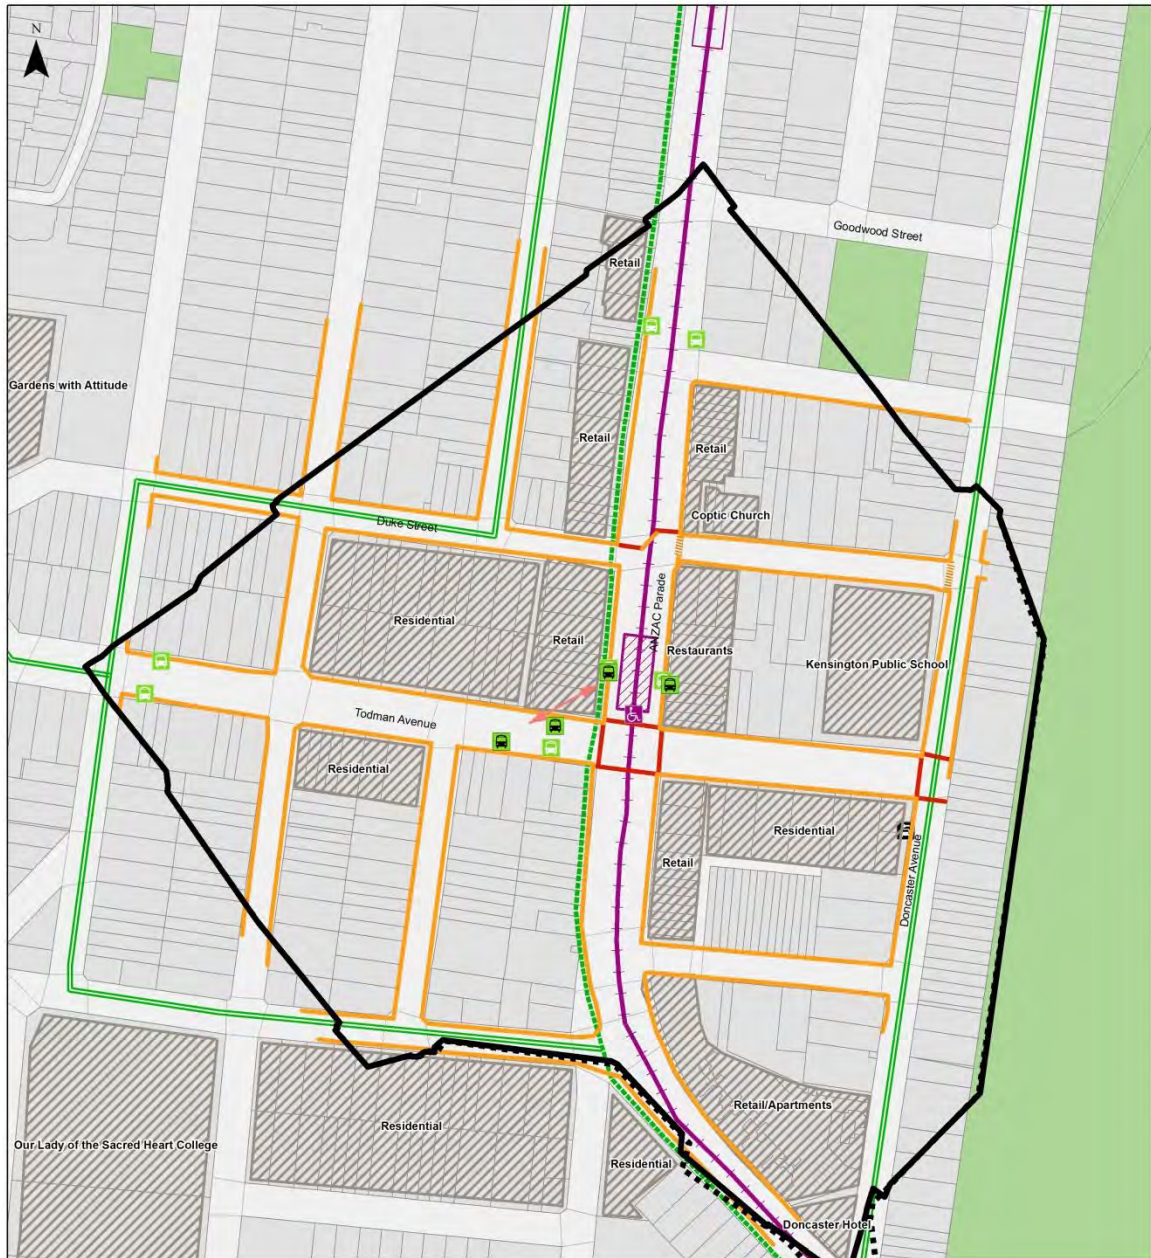 N
Goodwood Street
Retail
Gardens with Attitude
Retail
Retail
Coptic Church
Duke Street
ANZAC Parade
Residential
Retail
Restaurants
Kensington Public School
Todman Avenue
Residential
Residential
Retail
Doncaster Avenue
Retail/Apartments
Residential
Our Lady of the Sacred Heart College
Residential
Doncaster Hotel